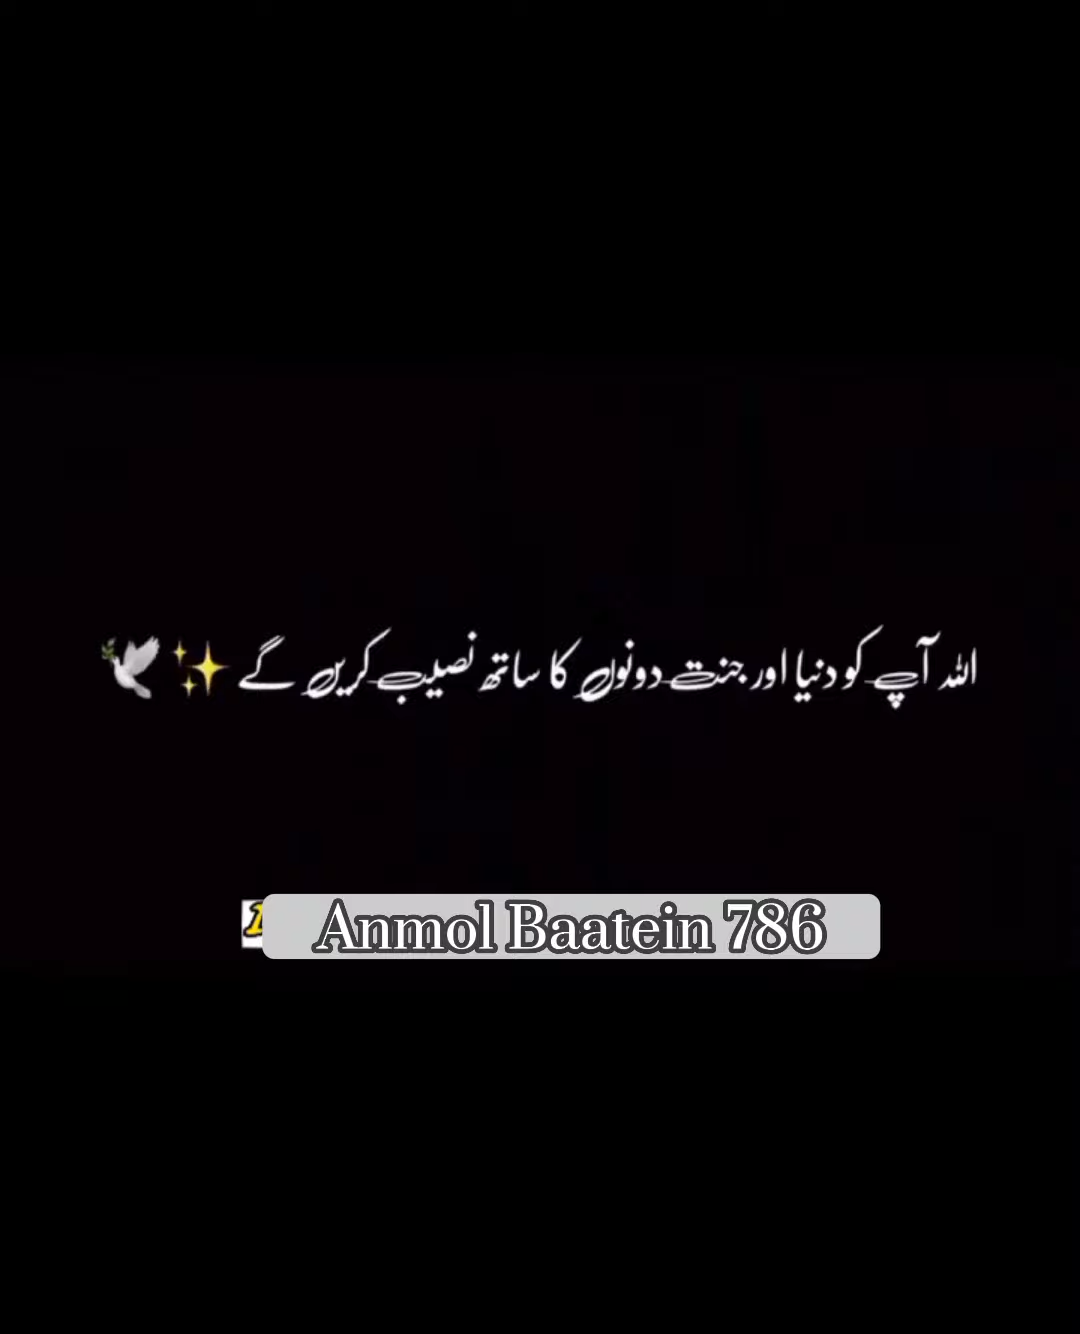 اللہ آپ کو دنیا اور جنت دونوں کا ساتھ نصیب کریں گے ✨🕊️
Anmol Baatein 786